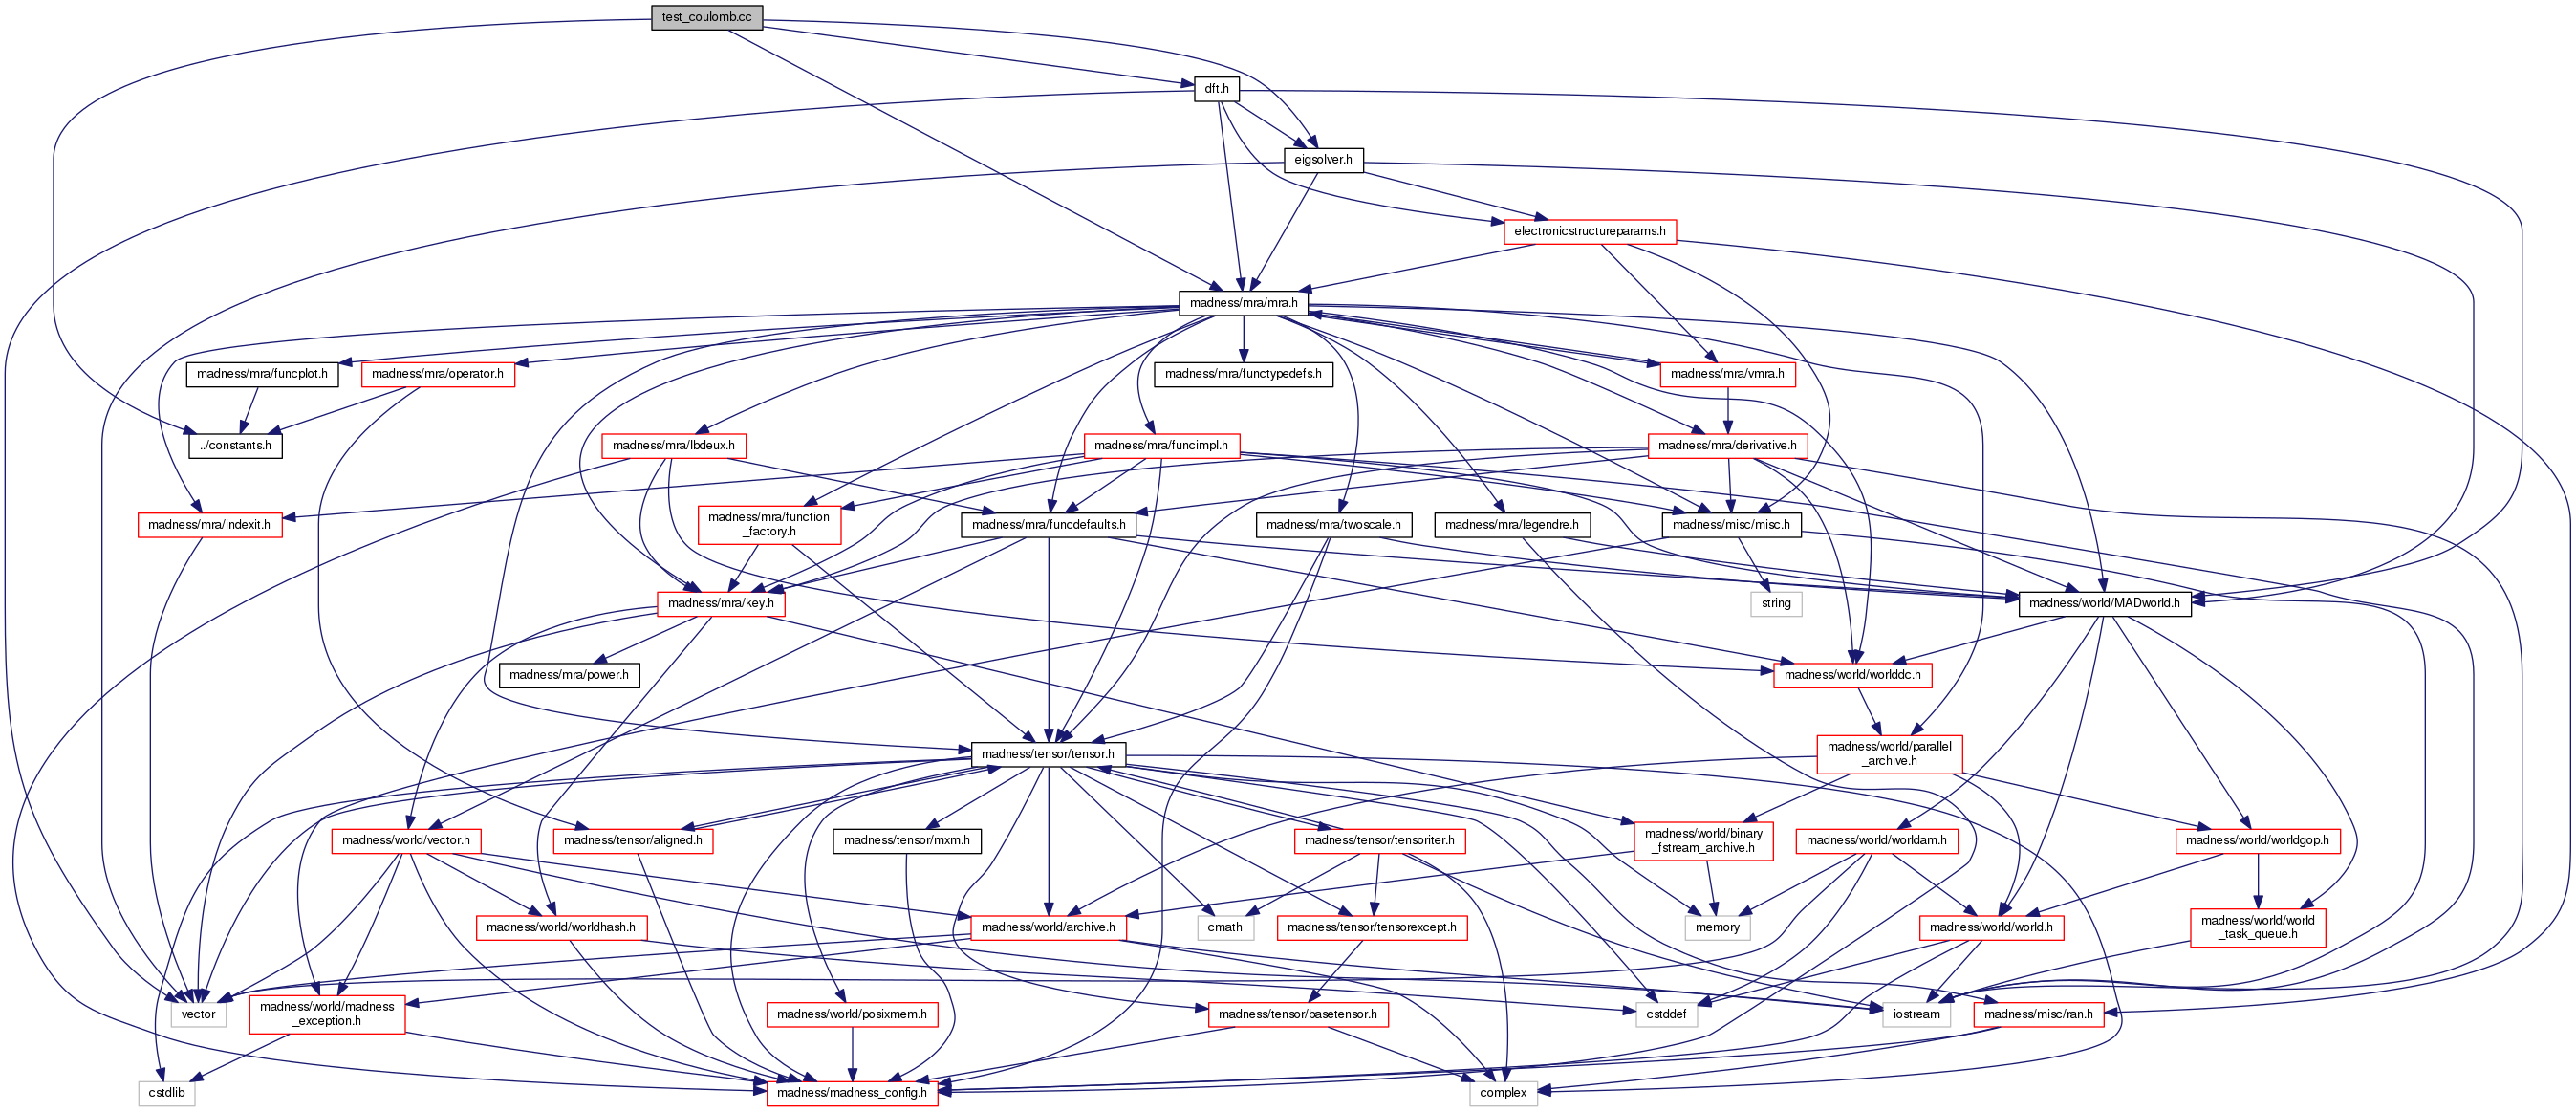 test_coulomb.cc
dft.h
eigsolver.h
electronicstructureparams.h
madness/mra/mra.h
madness/mra/funcplot.h
madness/mra/operator.h
madness/mra/functypedefs.h
madness/mra/vmra.h
../constants.h
madness/mra/lbdeux.h
madness/mra/funcimpl.h
madness/mra/derivative.h
madness/mra/indexit.h
madness/mra/function
_factory.h
madness/mra/funcdefaults.h
madness/mra/twoscale.h
madness/mra/legendre.h
madness/misc/misc.h
madness/mra/key.h
string
madness/world/MADworld.h
madness/mra/power.h
madness/world/worlddc.h
madness/tensor/tensor.h
madness/world/parallel
_archive.h
madness/world/vector.h
madness/tensor/aligned.h
madness/tensor/mxm.h
madness/tensor/tensoriter.h
madness/world/binary
_fstream_archive.h
madness/world/worldam.h
madness/world/worldgop.h
madness/world/worldhash.h
madness/world/archive.h
cmath
madness/tensor/tensorexcept.h
memory
madness/world/world.h
madness/world/world
_task_queue.h
vector
madness/world/madness
_exception.h
madness/world/posixmem.h
madness/tensor/basetensor.h
cstddef
iostream
madness/misc/ran.h
cstdlib
madness/madness_config.h
complex